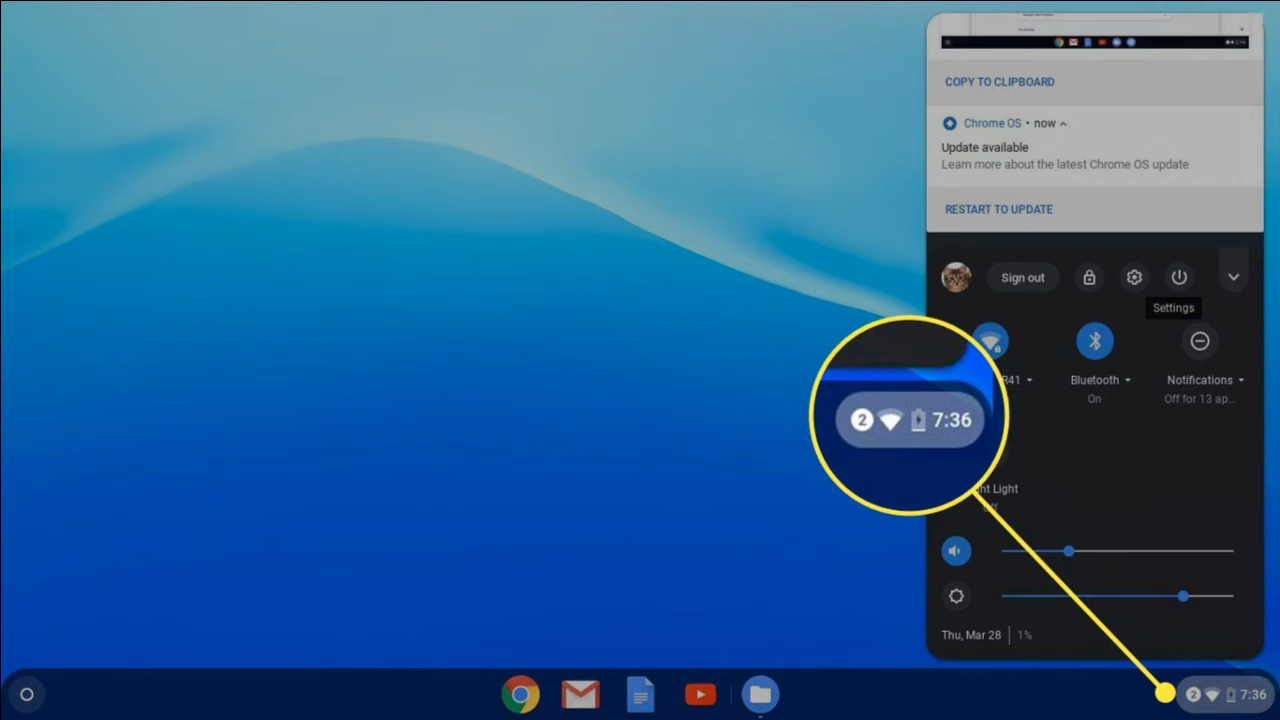 COPY TO CLIPBOARD
Chrome OS • now
Update available
Learn more about the latest Chrome OS update
RESTART TO UPDATE
Sign out
Settings
R41
Bluetooth
Notifications
On
Off for 13 ap...
2 7:36
ht Light
Off
Thu, Mar 28 | 1%
2 7:36